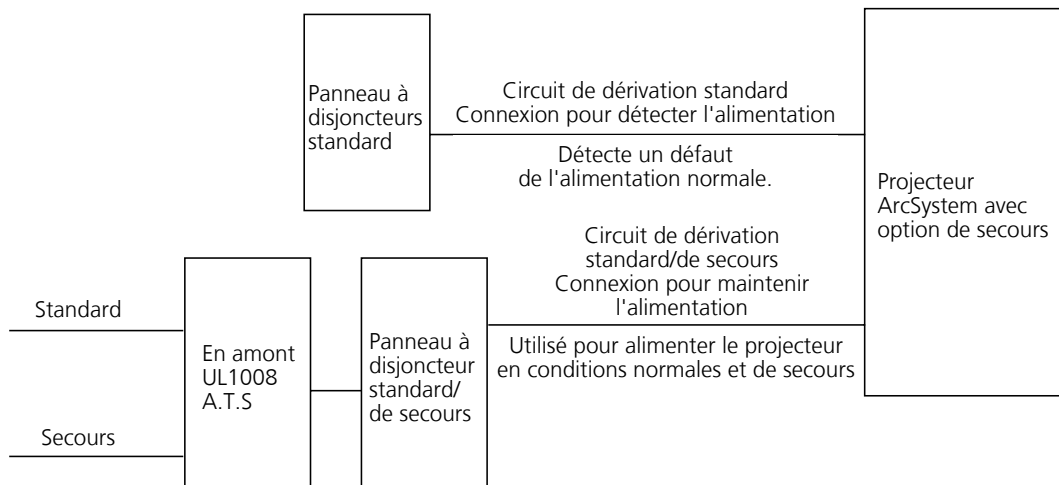 Panneau à
disjoncteurs
standard
Circuit de dérivation standard
Connexion pour détecter l'alimentation
Détecte un défaut
de l'alimentation normale.
Projecteur
ArcSystem avec
option de secours
Circuit de dérivation
standard/de secours
Connexion pour maintenir
l'alimentation
Utilisé pour alimenter le projecteur
en conditions normales et de secours
Standard
Secours
En amont
UL1008
A.T.S
Panneau à
disjoncteur
standard/
de secours